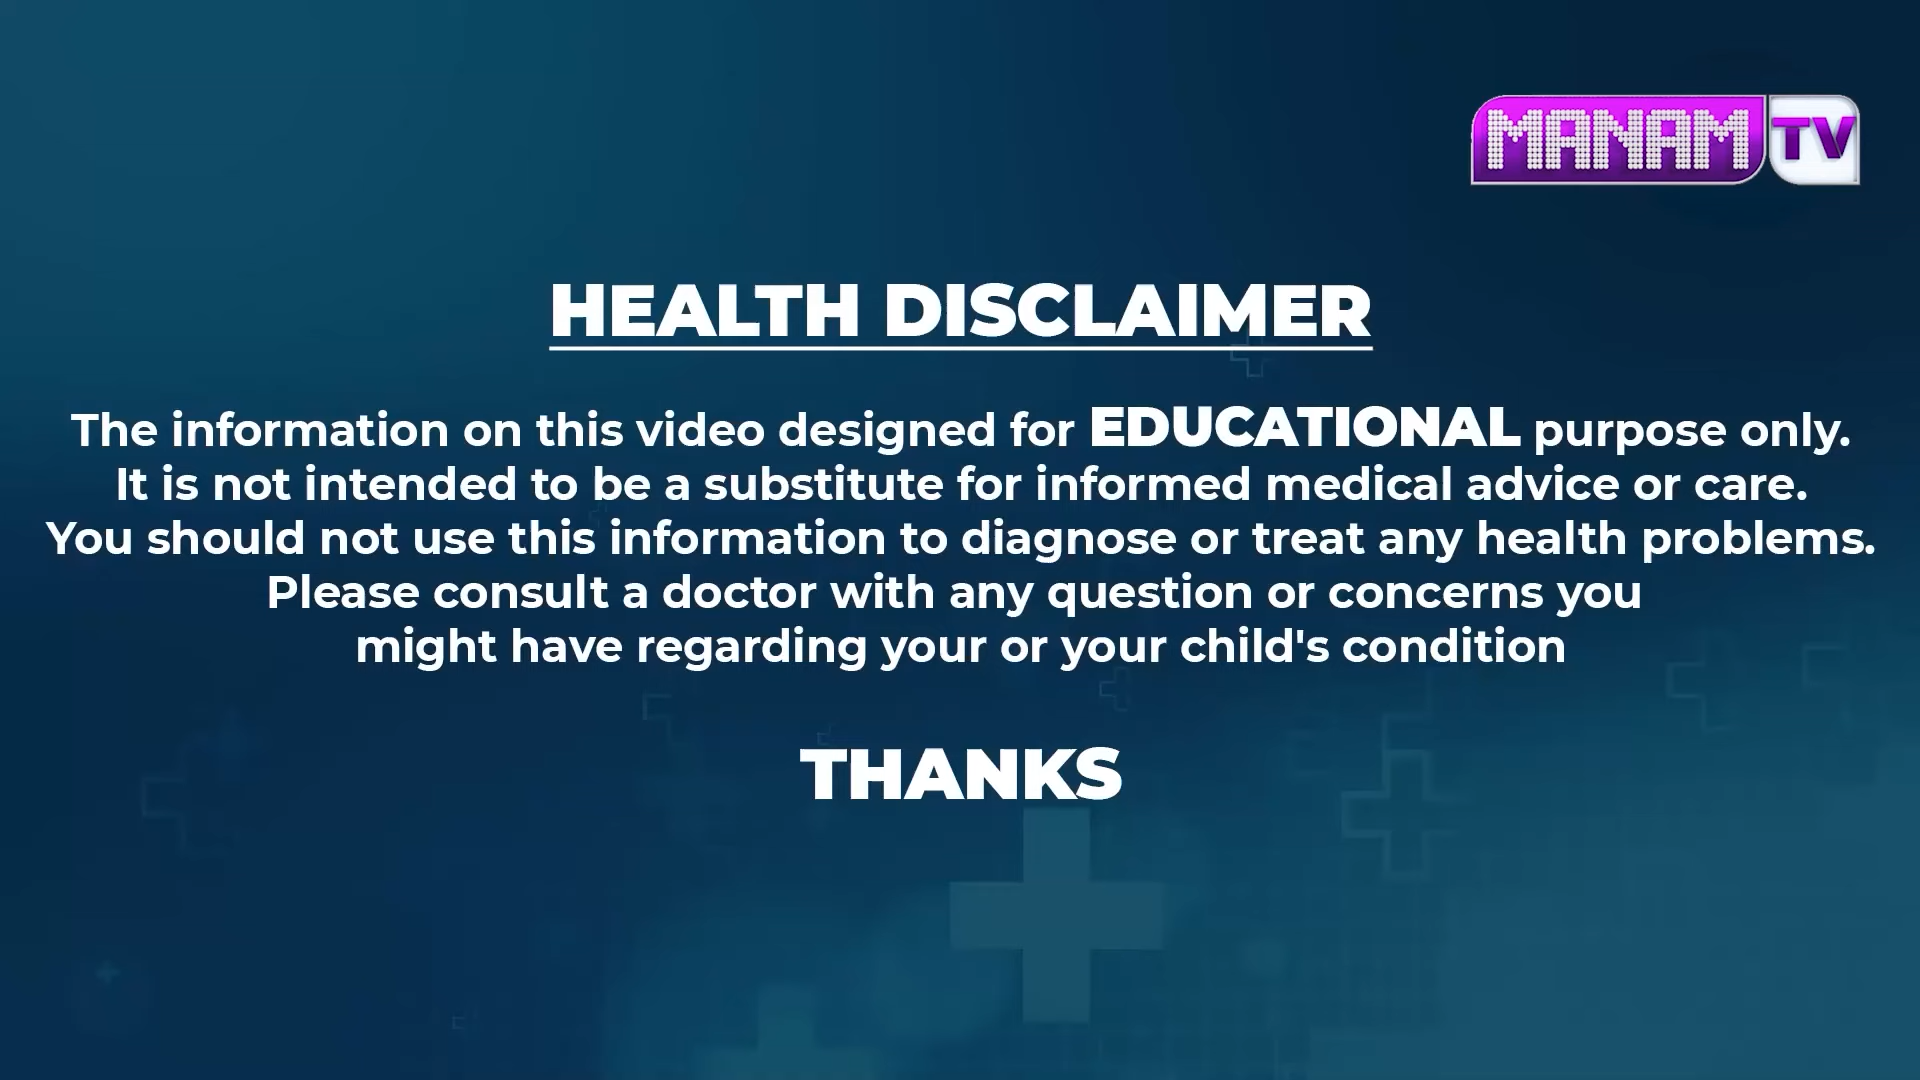 MANAM TV
HEALTH DISCLAIMER
The information on this video designed for EDUCATIONAL purpose only.
It is not intended to be a substitute for informed medical advice or care.
You should not use this information to diagnose or treat any health problems.
Please consult a doctor with any question or concerns you
might have regarding your or your child's condition
THANKS